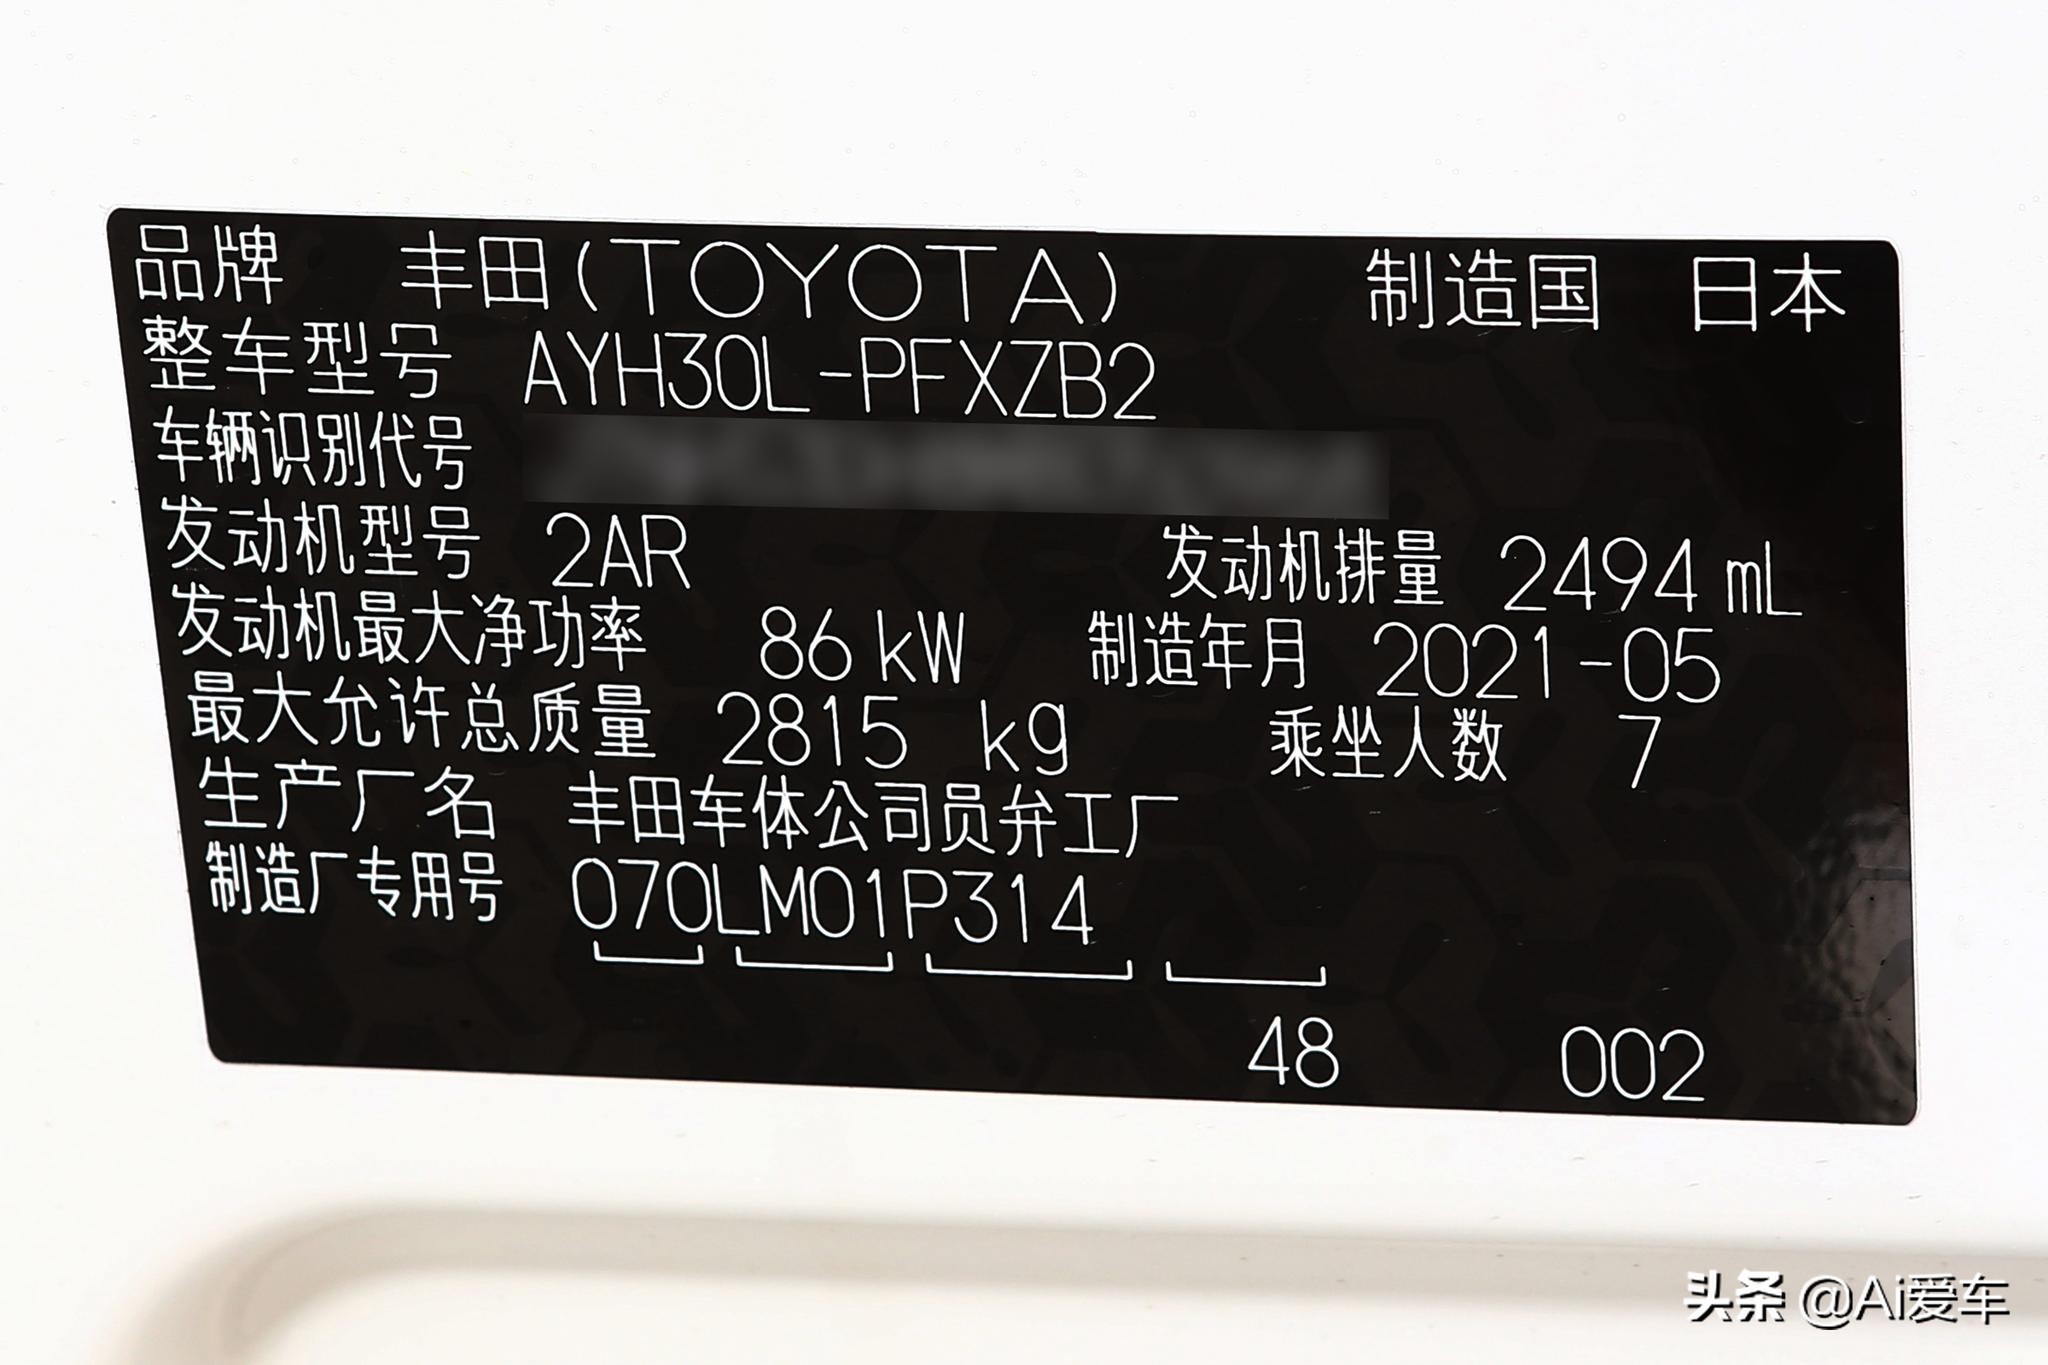 品牌 丰田(TOYOTA) 制造国 日本
整车型号 AYH30L-PFXZB2
车辆识别代号
发动机型号 2AR 发动机排量 2494 mL
发动机最大净功率 86 kW 制造年月 2021-05
最大允许总质量 2815 kg 乘坐人数 7
生产厂名 丰田车体公司员弁工厂
制造厂专用号 070LM01P314
48 002
头条 @Ai爱车